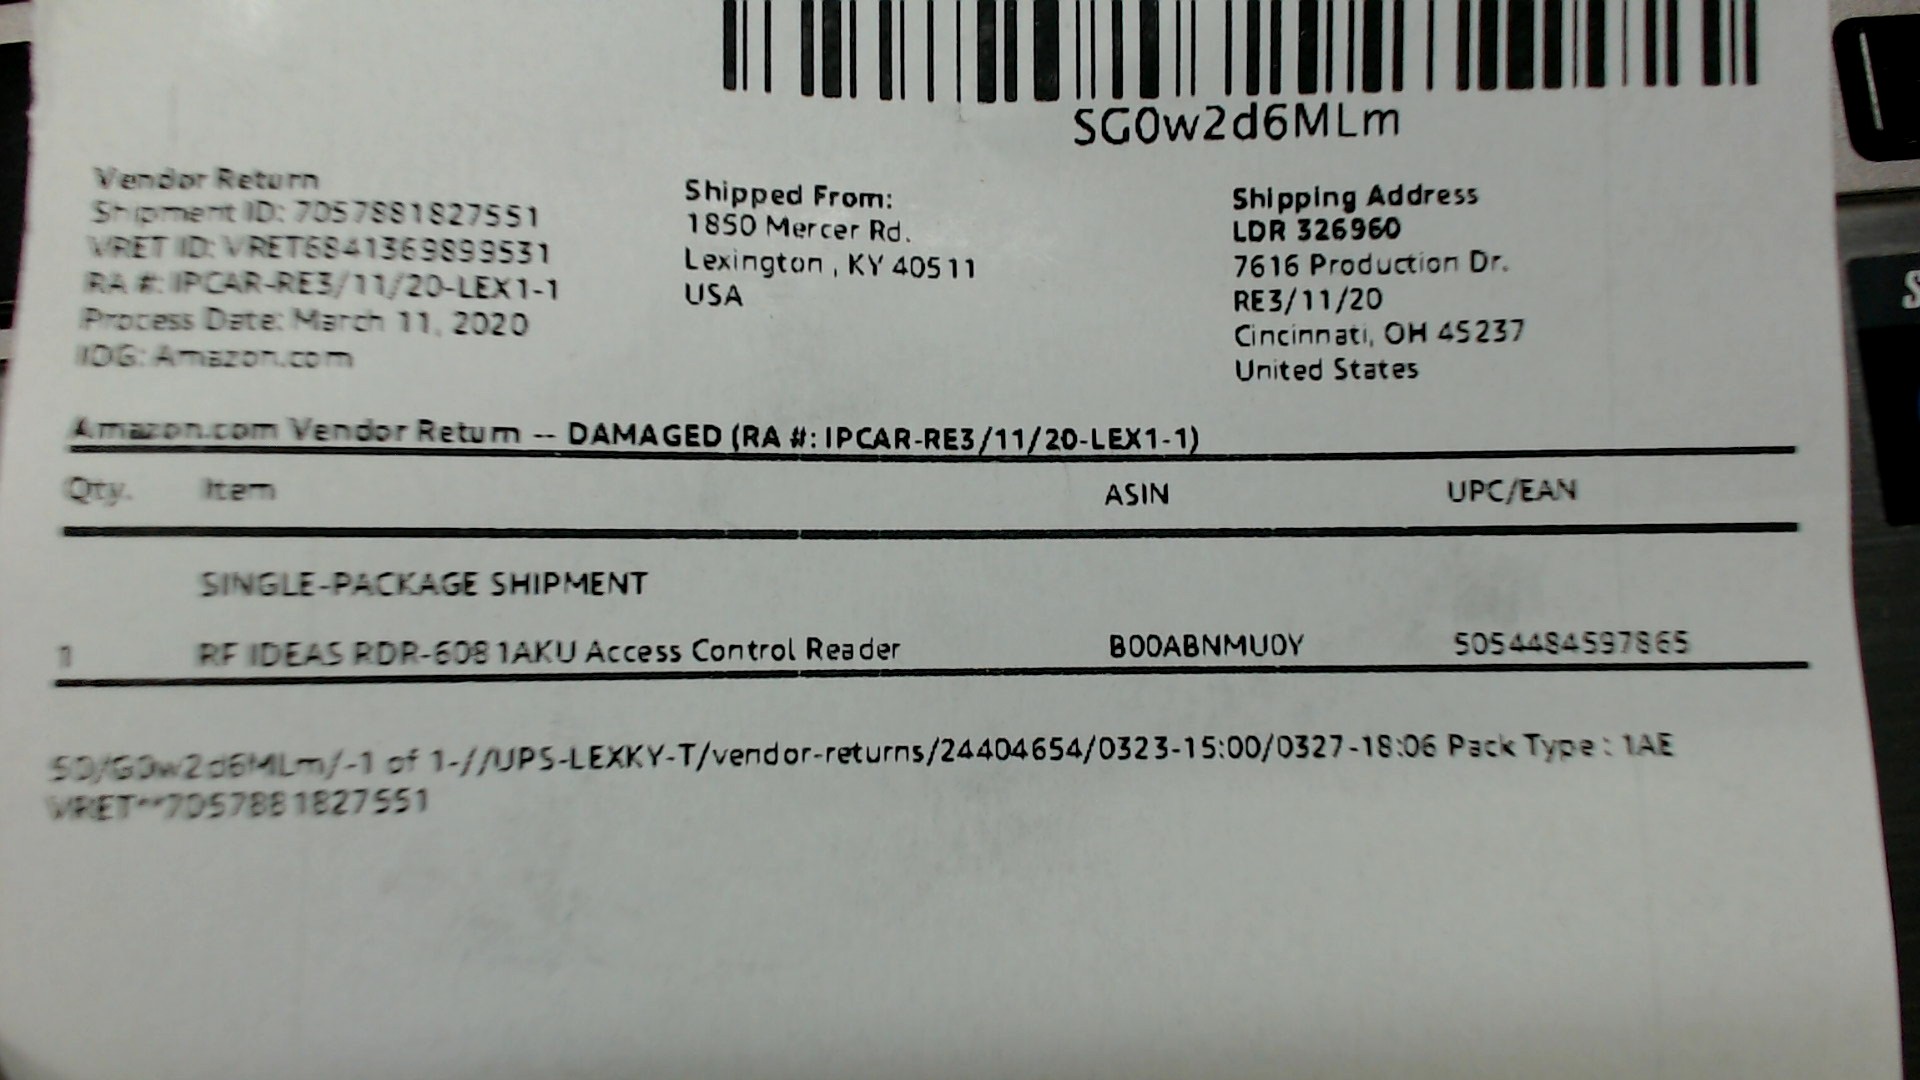 SG0w2d6MLm
Vendor Return
Shipment ID: 7057881827551
VRET ID: VRET6841369899531
RA #: IPCAR-RE3/11/20-LEX1-1
Process Date: March 11, 2020
IOG: Amazon.com
Shipped From:
1850 Mercer Rd.
Lexington , KY 40511
USA
Shipping Address
LDR 326960
7616 Production Dr.
RE3/11/20
Cincinnati, OH 45237
United States
Amazon.com Vendor Return -- DAMAGED (RA #: IPCAR-RE3/11/20-LEX1-1)
Qty. Item ASIN UPC/EAN
SINGLE-PACKAGE SHIPMENT
1 RF IDEAS RDR-6081AKU Access Control Reader B00ABNMU0Y 5054484597865
SD/G0w2d6MLm/-1 of 1-//UPS-LEXKY-T/vendor-returns/24404654/0323-15:00/0327-18:06 Pack Type : 1AE
VRET**7057881827551